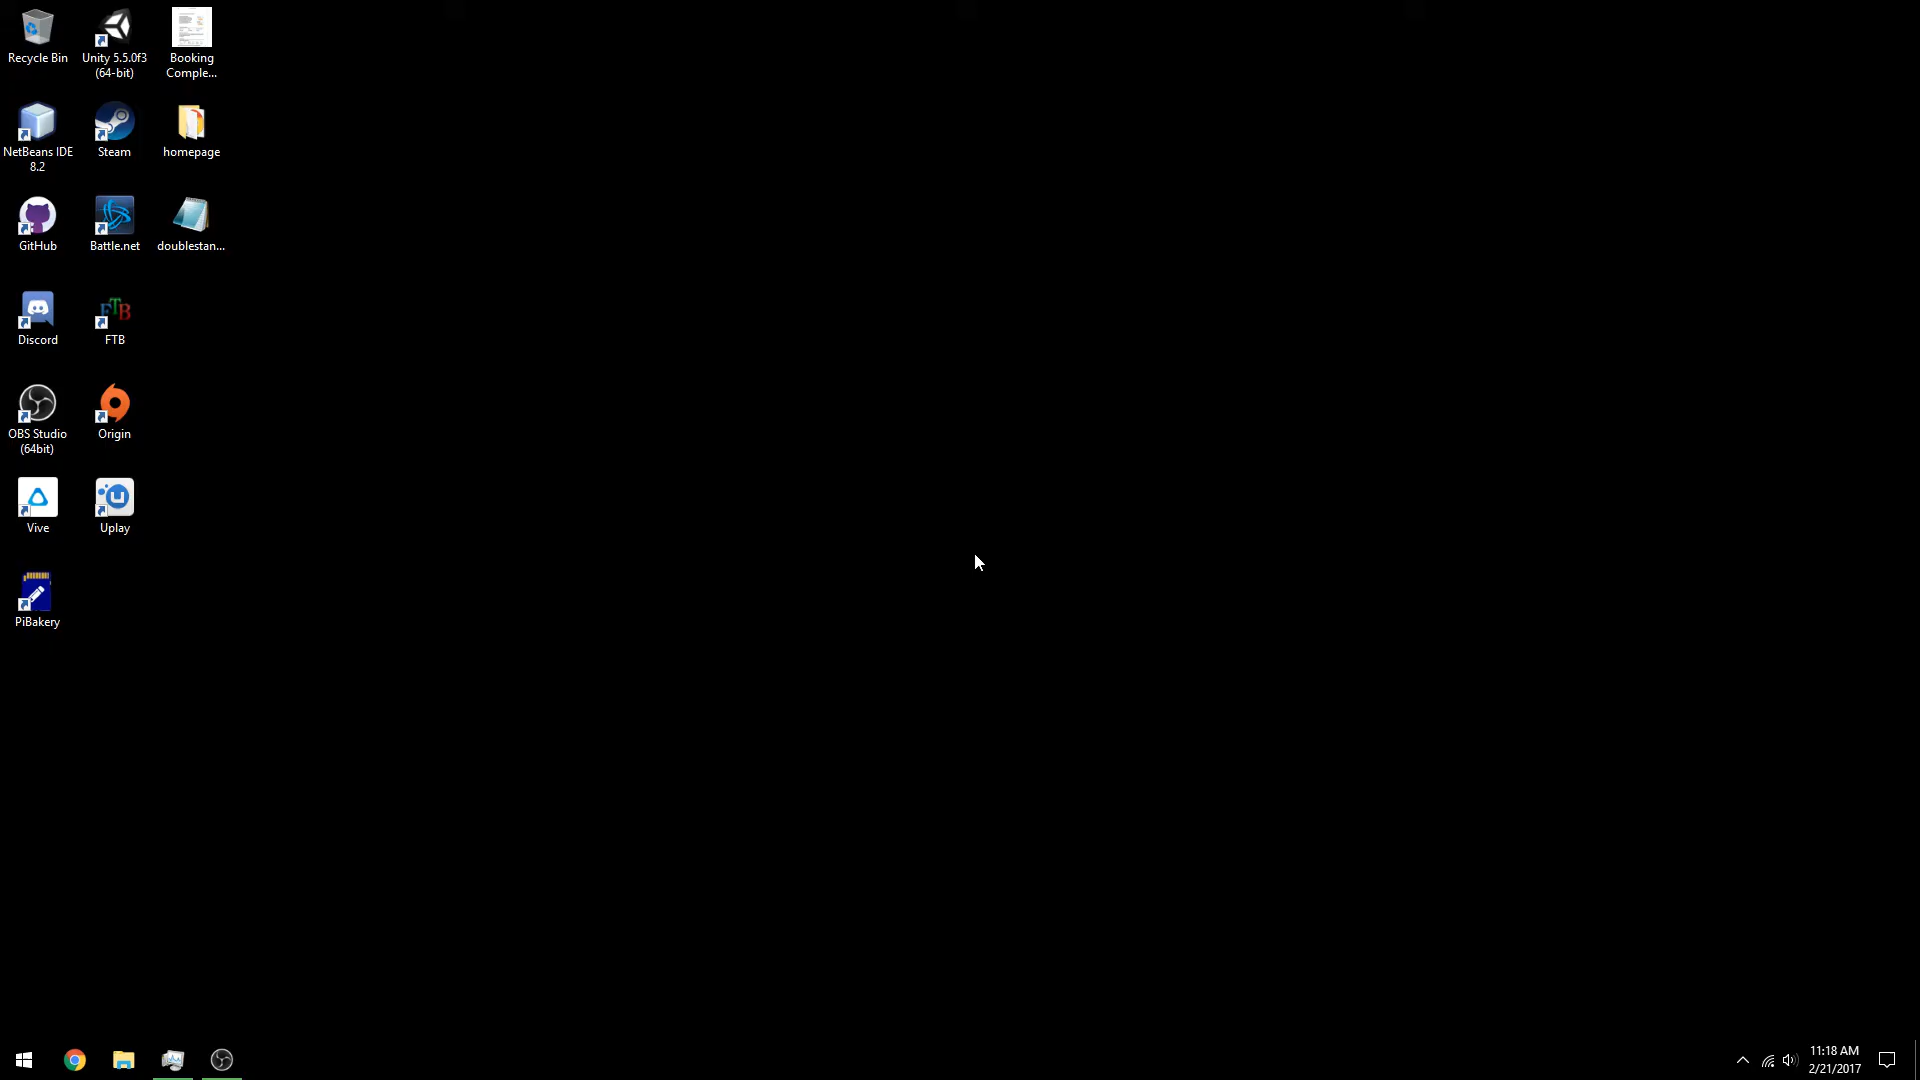 Recycle Bin
Unity 5.5.0f3
(64-bit)
Booking
Comple...
NetBeans IDE
8.2
Steam
homepage
GitHub
Battle.net
doublestan...
Discord
FTB
OBS Studio
(64bit)
Origin
Vive
Uplay
PiBakery
11:18 AM
2/21/2017